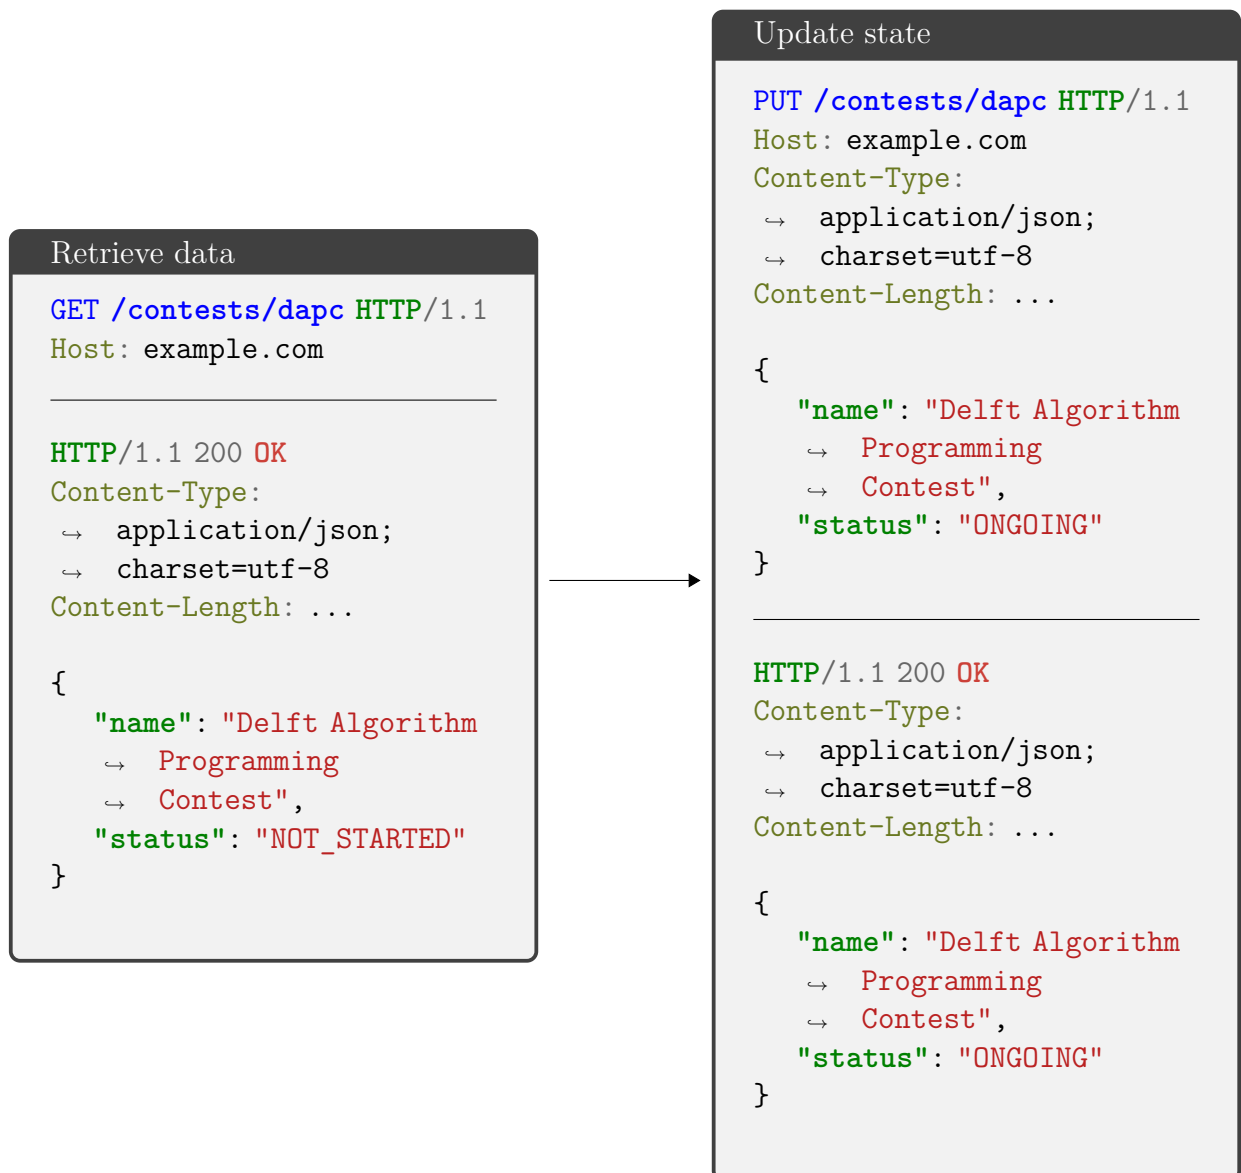 Retrieve data
GET /contests/dapc HTTP/1.1
Host: example.com
HTTP/1.1 200 OK
Content-Type:
↪ application/json;
↪ charset=utf-8
Content-Length: ...
{
"name": "Delft Algorithm
↪ Programming
↪ Contest",
"status": "NOT_STARTED"
}
Update state
PUT /contests/dapc HTTP/1.1
Host: example.com
Content-Type:
↪ application/json;
↪ charset=utf-8
Content-Length: ...
{
"name": "Delft Algorithm
↪ Programming
↪ Contest",
"status": "ONGOING"
}
HTTP/1.1 200 OK
Content-Type:
↪ application/json;
↪ charset=utf-8
Content-Length: ...
{
"name": "Delft Algorithm
↪ Programming
↪ Contest",
"status": "ONGOING"
}